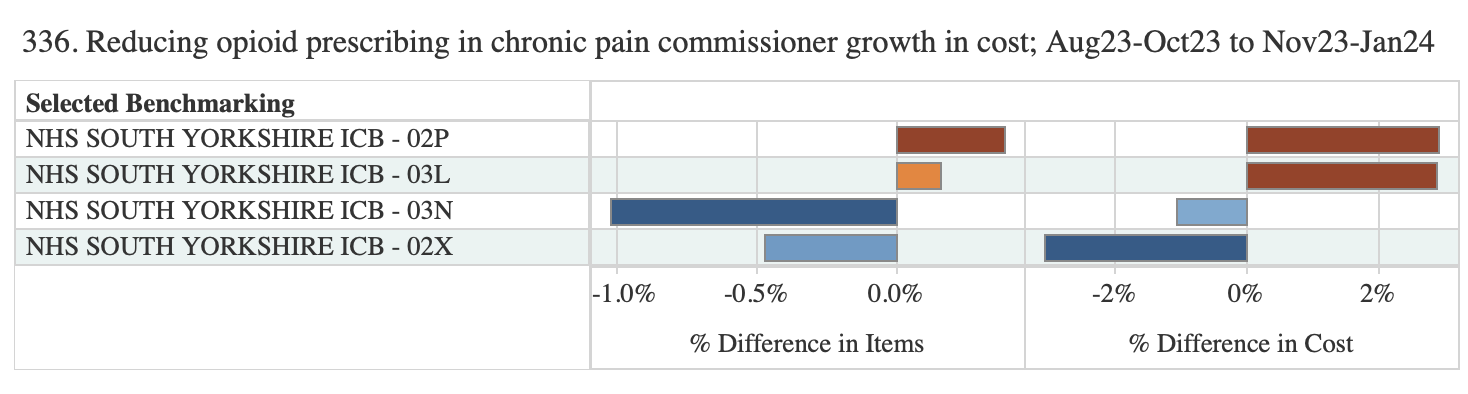 336. Reducing opioid prescribing in chronic pain commissioner growth in cost; Aug23-Oct23 to Nov23-Jan24
Selected Benchmarking
NHS SOUTH YORKSHIRE ICB - 02P
NHS SOUTH YORKSHIRE ICB - 03L
NHS SOUTH YORKSHIRE ICB - 03N
NHS SOUTH YORKSHIRE ICB - 02X
-1.0% -0.5% 0.0% -2% 0% 2%
% Difference in Items % Difference in Cost